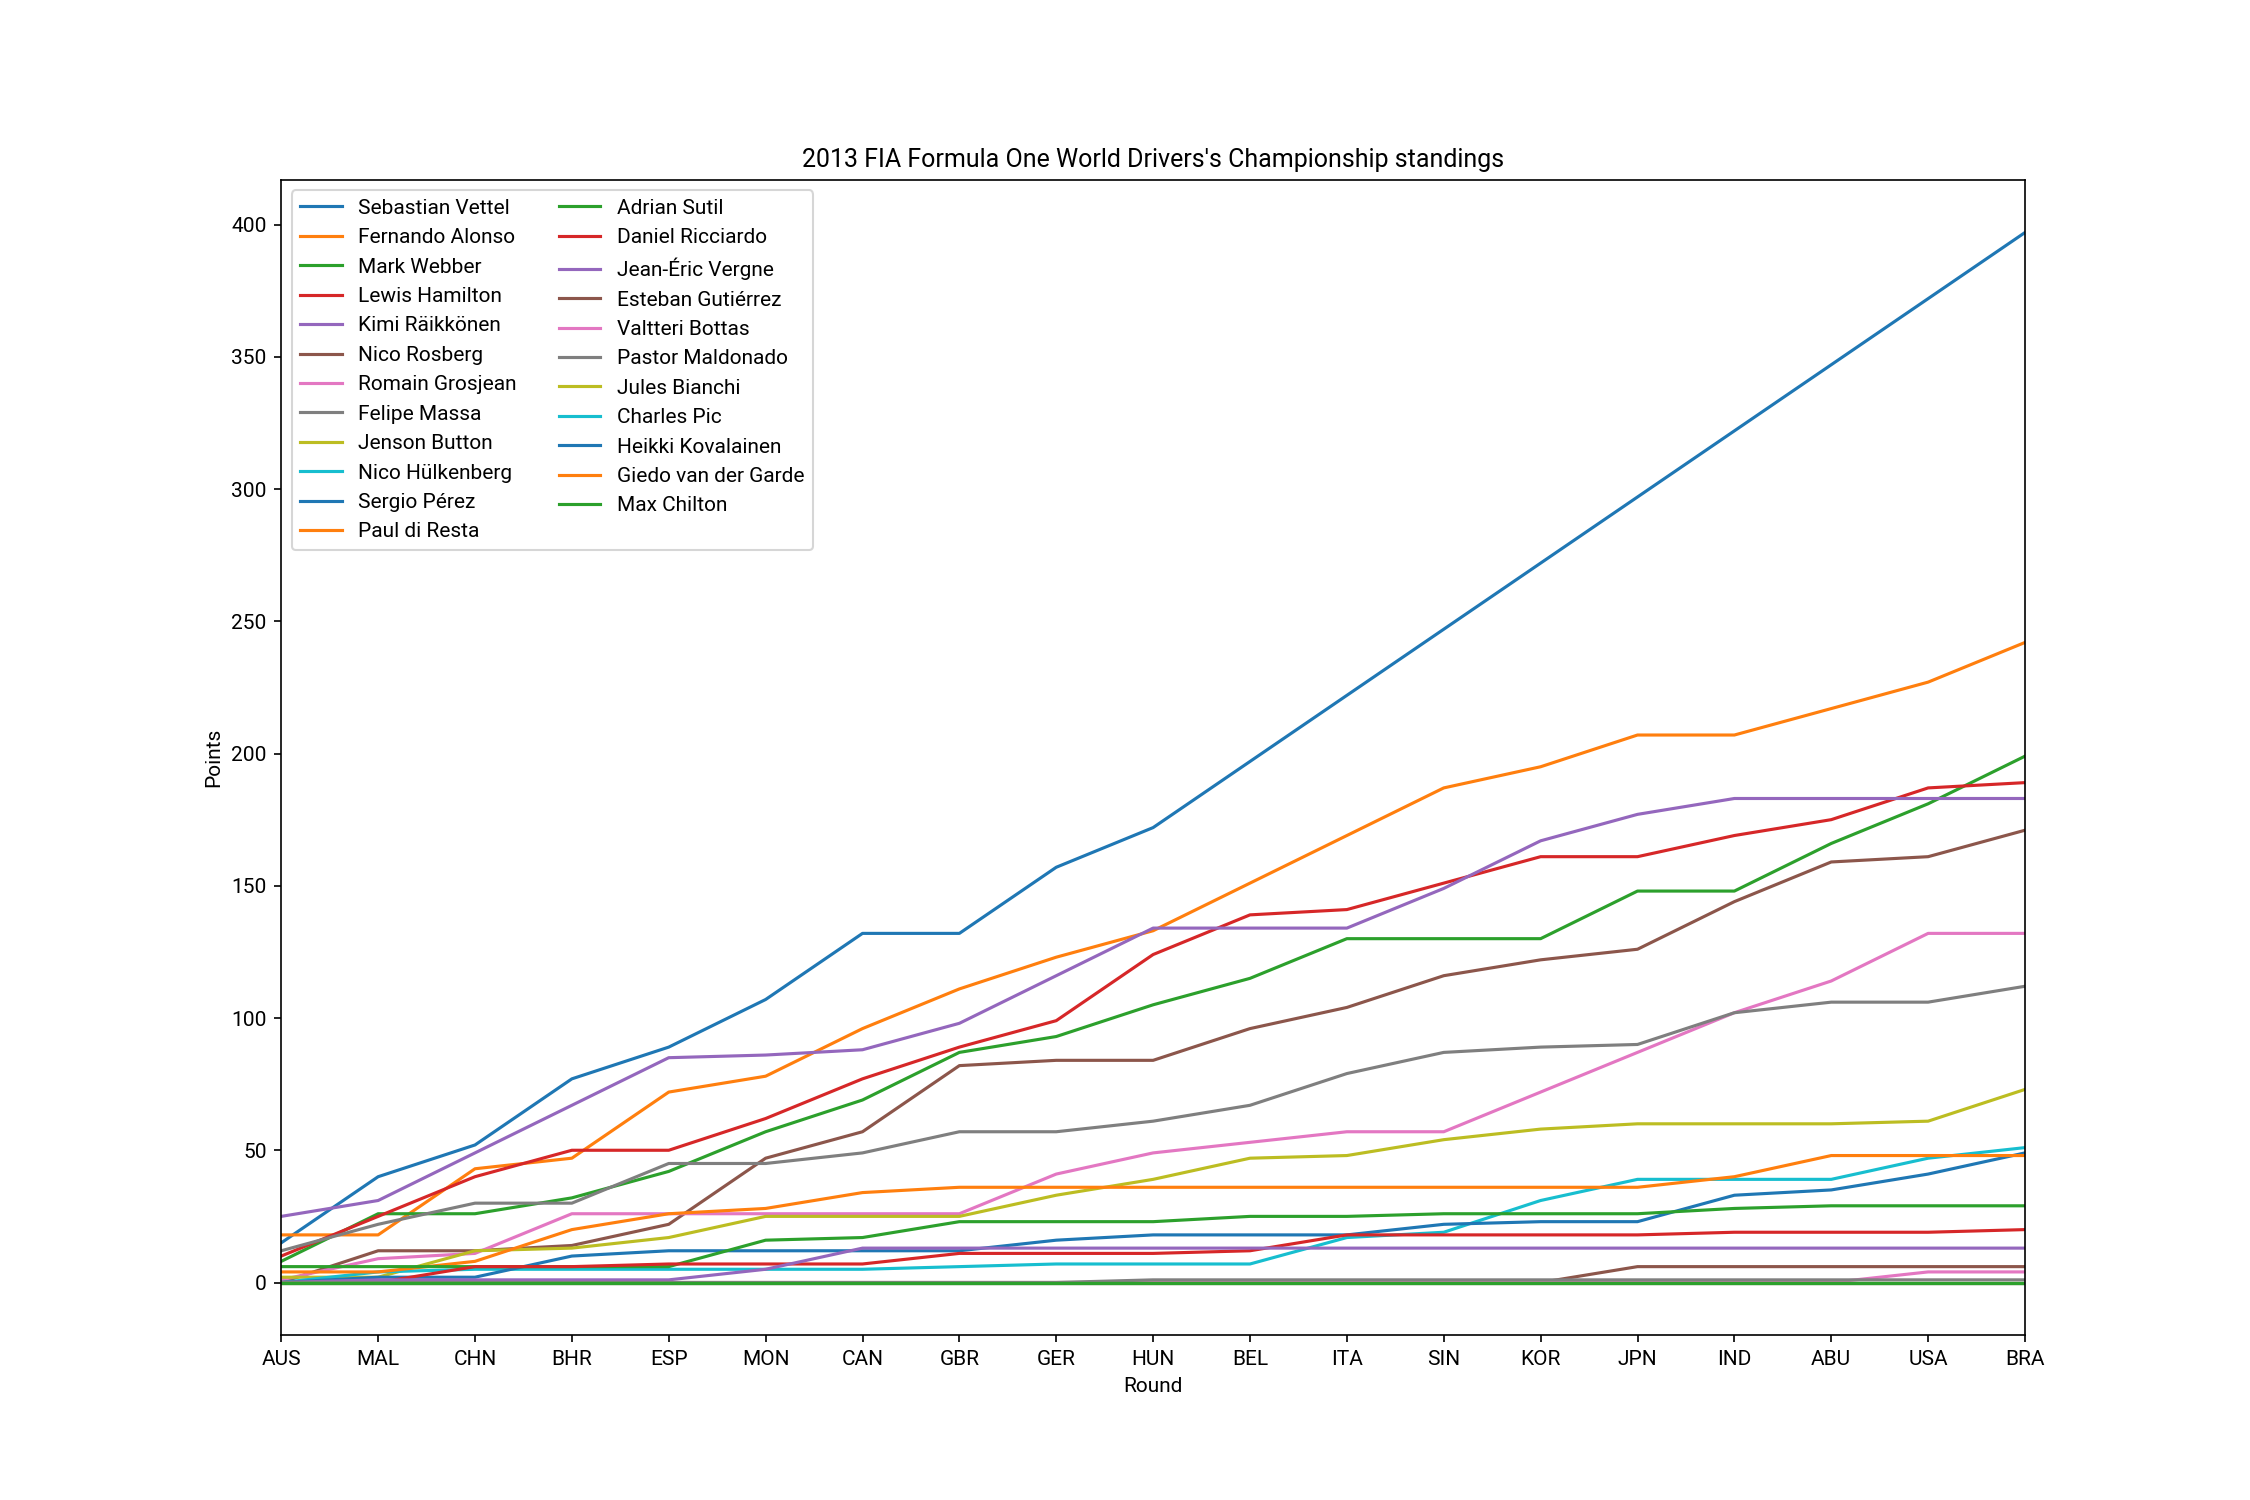 2013 FIA Formula One World Drivers's Championship standings
Sebastian Vettel
Fernando Alonso
Mark Webber
Lewis Hamilton
Kimi Räikkönen
Nico Rosberg
Romain Grosjean
Felipe Massa
Jenson Button
Nico Hülkenberg
Sergio Pérez
Paul di Resta
Adrian Sutil
Daniel Ricciardo
Jean-Éric Vergne
Esteban Gutiérrez
Valtteri Bottas
Pastor Maldonado
Jules Bianchi
Charles Pic
Heikki Kovalainen
Giedo van der Garde
Max Chilton
400
350
300
250
200
150
100
50
0
Points
AUS MAL CHN BHR ESP MON CAN GBR GER HUN BEL ITA SIN KOR JPN IND ABU USA BRA
Round